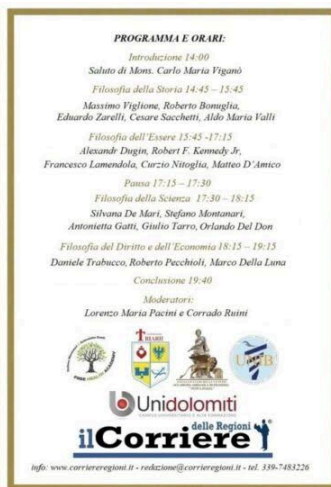 PROGRAMMA E ORARI:
Introduzione 14:00
Saluto di Mons. Carlo Maria Viganò
Filosofia della Storia 14:45 – 15:45
Massimo Viglione, Roberto Bonuglia,
Eduardo Zarelli, Cesare Sacchetti, Aldo Maria Valli
Filosofia dell'Essere 15:45 -17:15
Alexandr Dugin, Robert F. Kennedy Jr,
Francesco Lamendola, Curzio Nitoglia, Matteo D'Amico
Pausa 17:15 – 17:30
Filosofia della Scienza 17:30 – 18:15
Silvana De Mari, Stefano Montanari,
Antonietta Gatti, Giulio Tarro, Orlando Del Don
Filosofia del Diritto e dell'Economia 18:15 – 19:15
Daniele Trabucco, Roberto Pecchioli, Marco Della Luna
Conclusione 19:40
Moderatori:
Lorenzo Maria Pacini e Corrado Ruini
Unidolomiti
delle Regioni
il Corriere
info: www.corriereregioni.it - redazione@corriereregioni.it - tel. 339-7483226